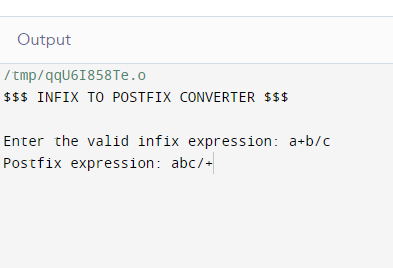 Output
/tmp/qqU6I858Te.o
$$$ INFIX TO POSTFIX CONVERTER $$$
Enter the valid infix expression: a+b/c
Postfix expression: abc/+